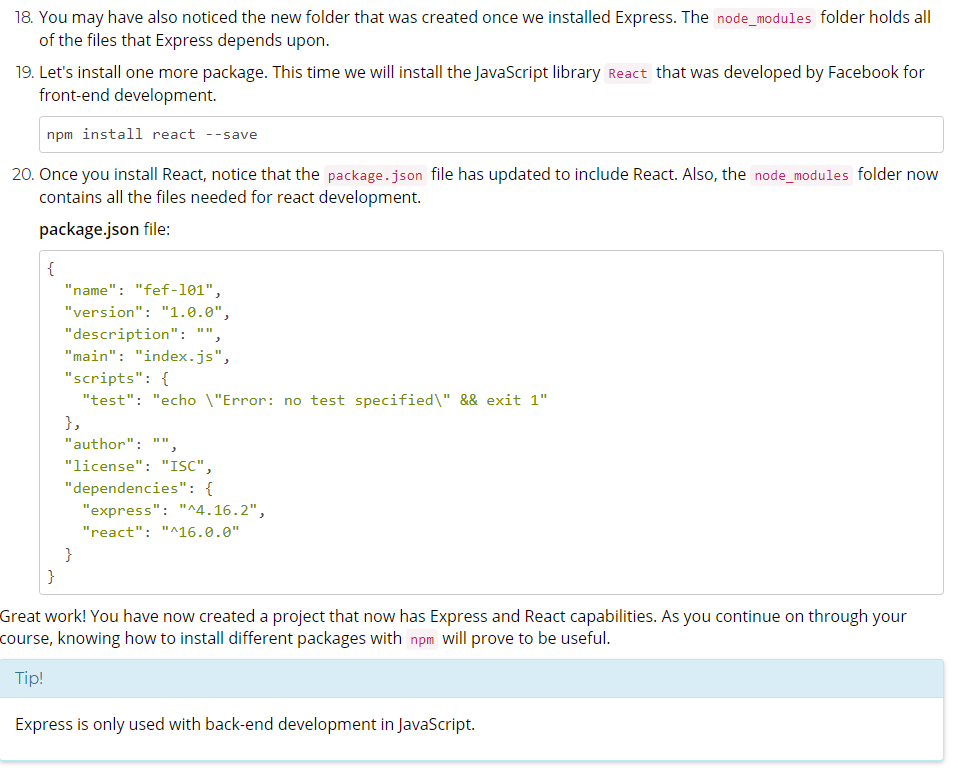 18. You may have also noticed the new folder that was created once we installed Express. The node_modules folder holds all
of the files that Express depends upon.
19. Let's install one more package. This time we will install the JavaScript library React that was developed by Facebook for
front-end development.
npm install react --save
20. Once you install React, notice that the package.json file has updated to include React. Also, the node_modules folder now
contains all the files needed for react development.
package.json file:
{
  "name": "fef-l01",
  "version": "1.0.0",
  "description": "",
  "main": "index.js",
  "scripts": {
    "test": "echo \"Error: no test specified\" && exit 1"
  },
  "author": "",
  "license": "ISC",
  "dependencies": {
    "express": "^4.16.2",
    "react": "^16.0.0"
  }
}
Great work! You have now created a project that now has Express and React capabilities. As you continue on through your
course, knowing how to install different packages with npm will prove to be useful.
Tip!
Express is only used with back-end development in JavaScript.